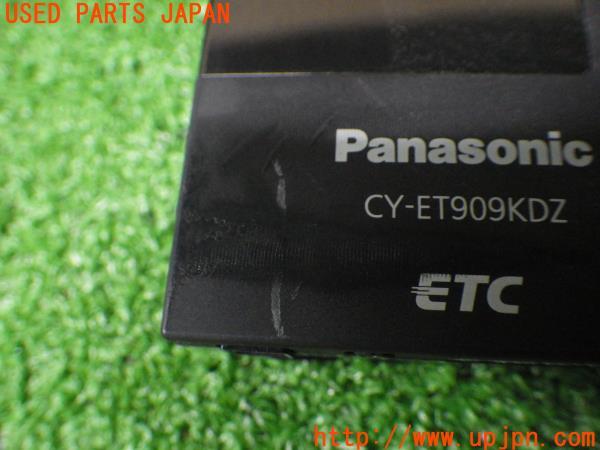 USED PARTS JAPAN
Panasonic
CY-ET909KDZ
ETC
http://www.upjpn.com